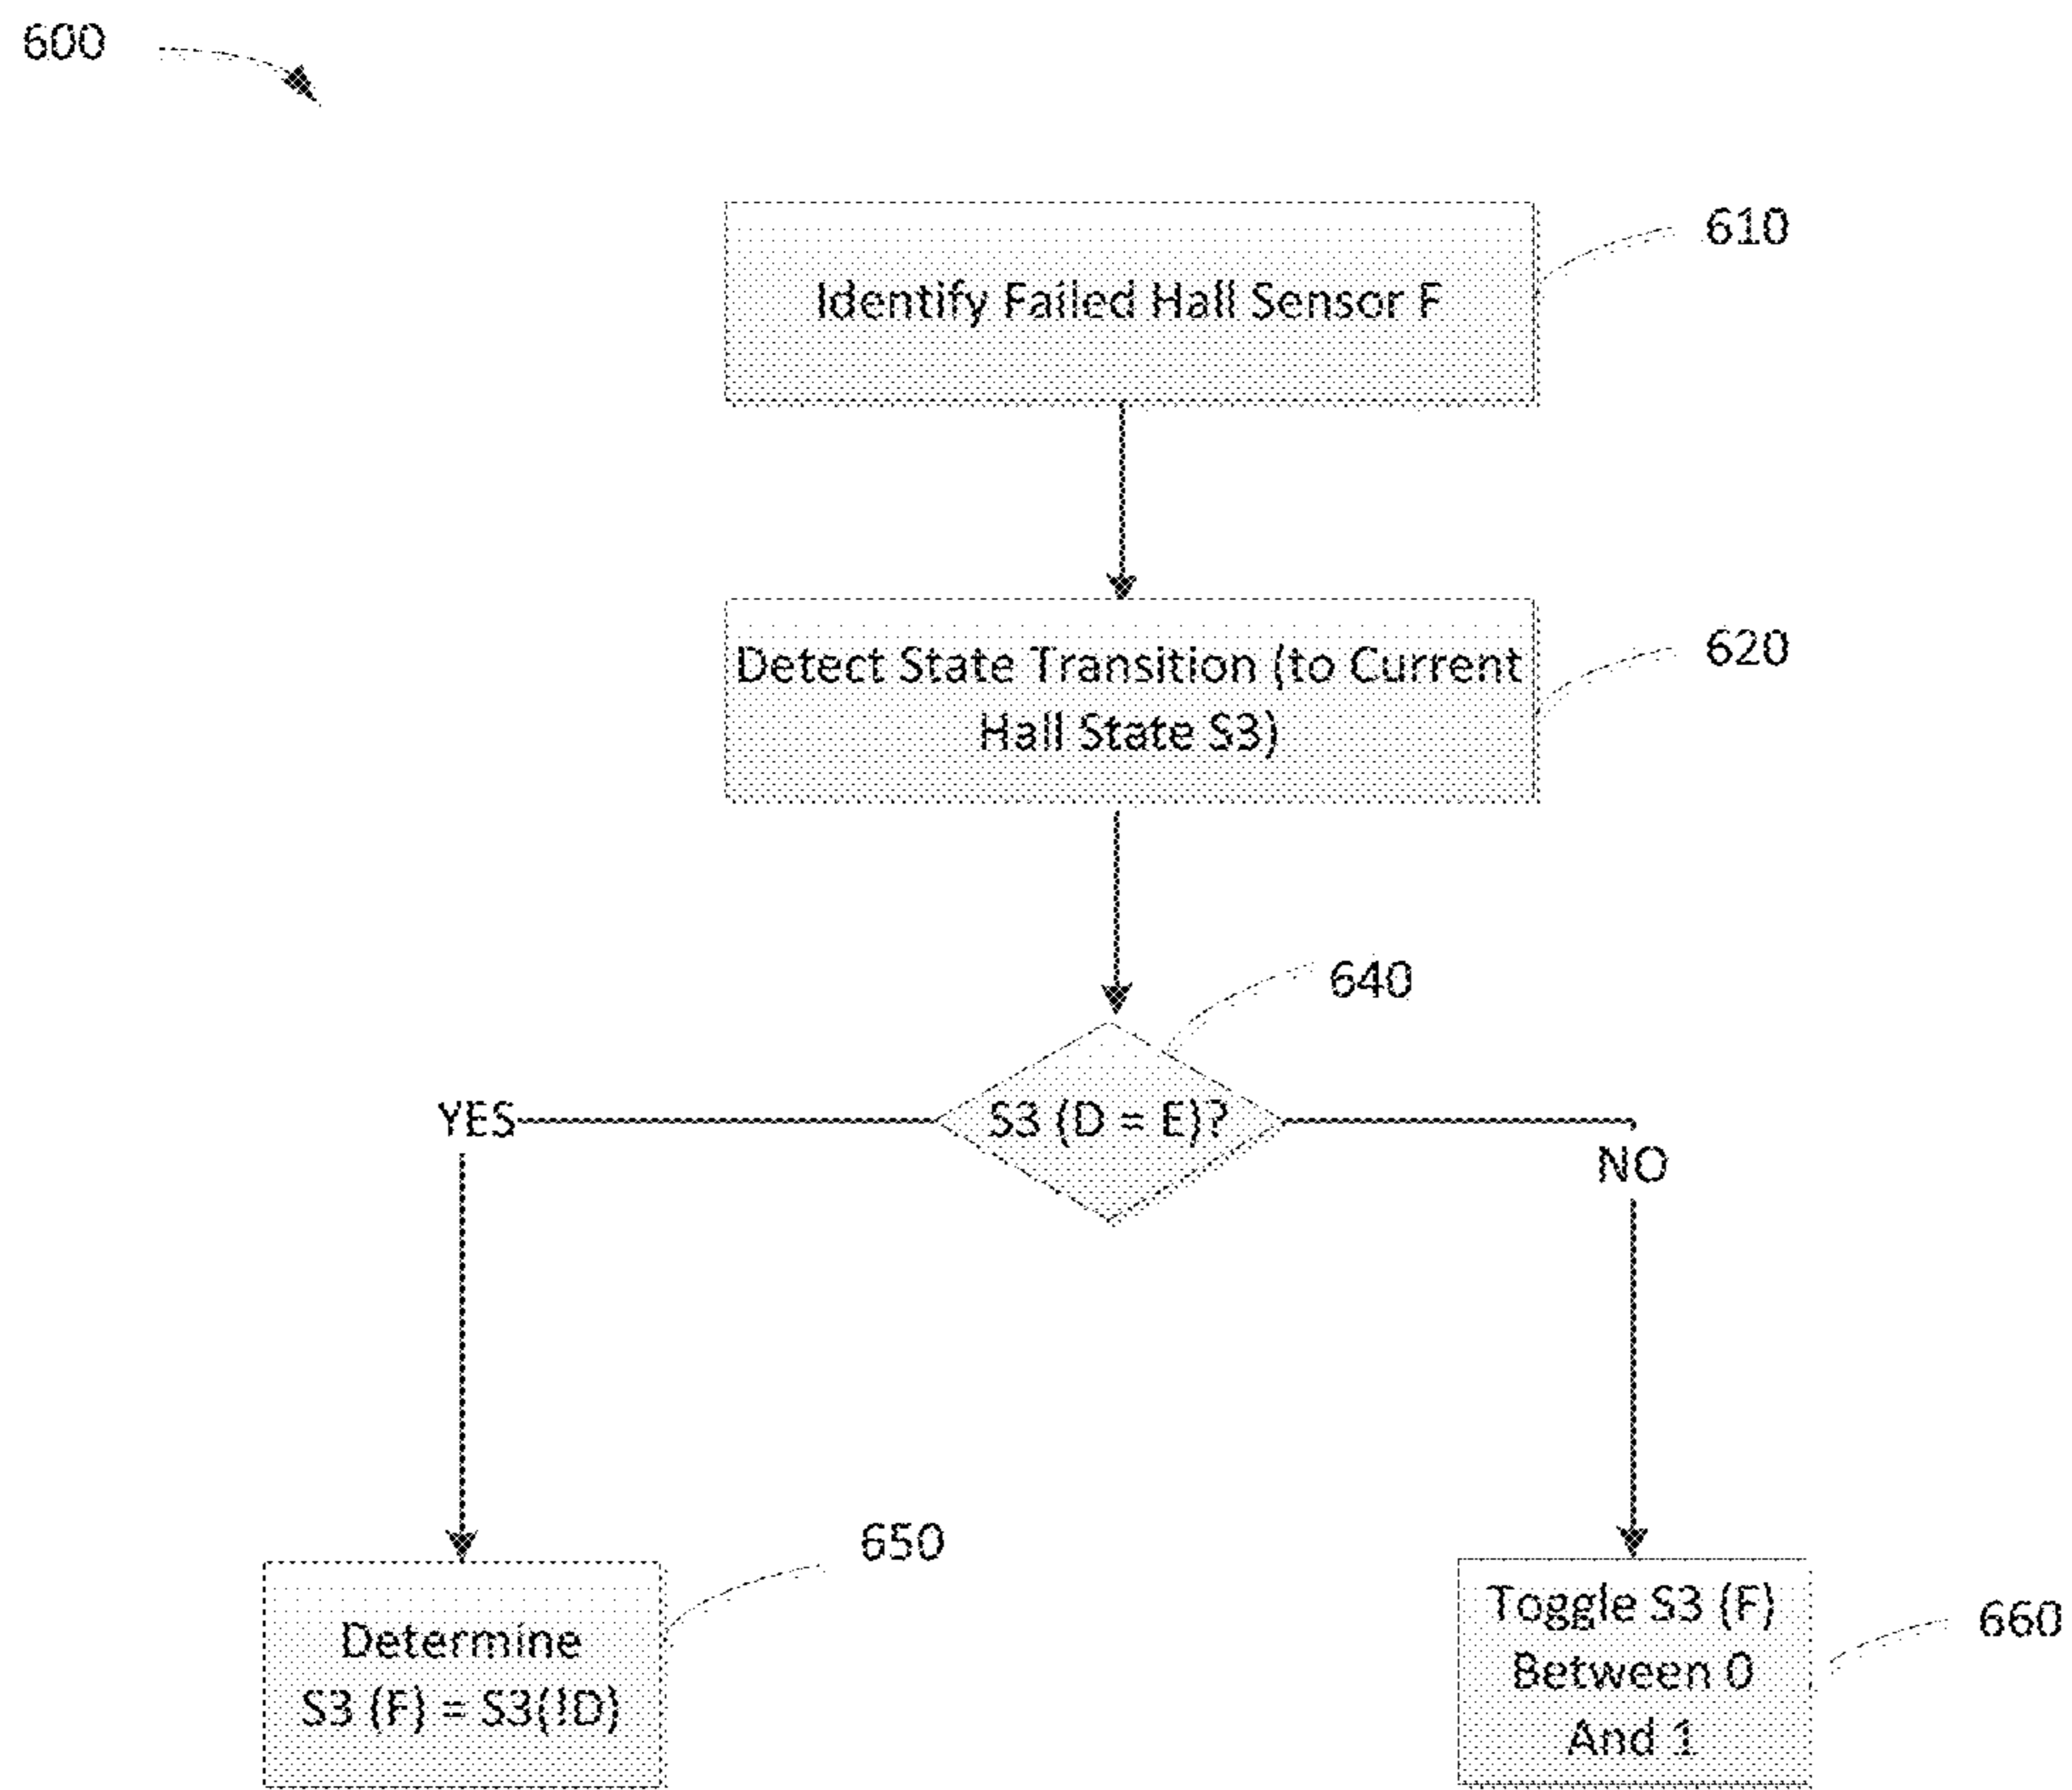 600
610
Identify Failed Hall Sensor F
620
Detect State Transition (to Current
Hall State S3)
640
S3 (D = E)?
YES
NO
650
Determine
S3 (F) = S3(!D)
660
Toggle S3 (F)
Between 0
And 1